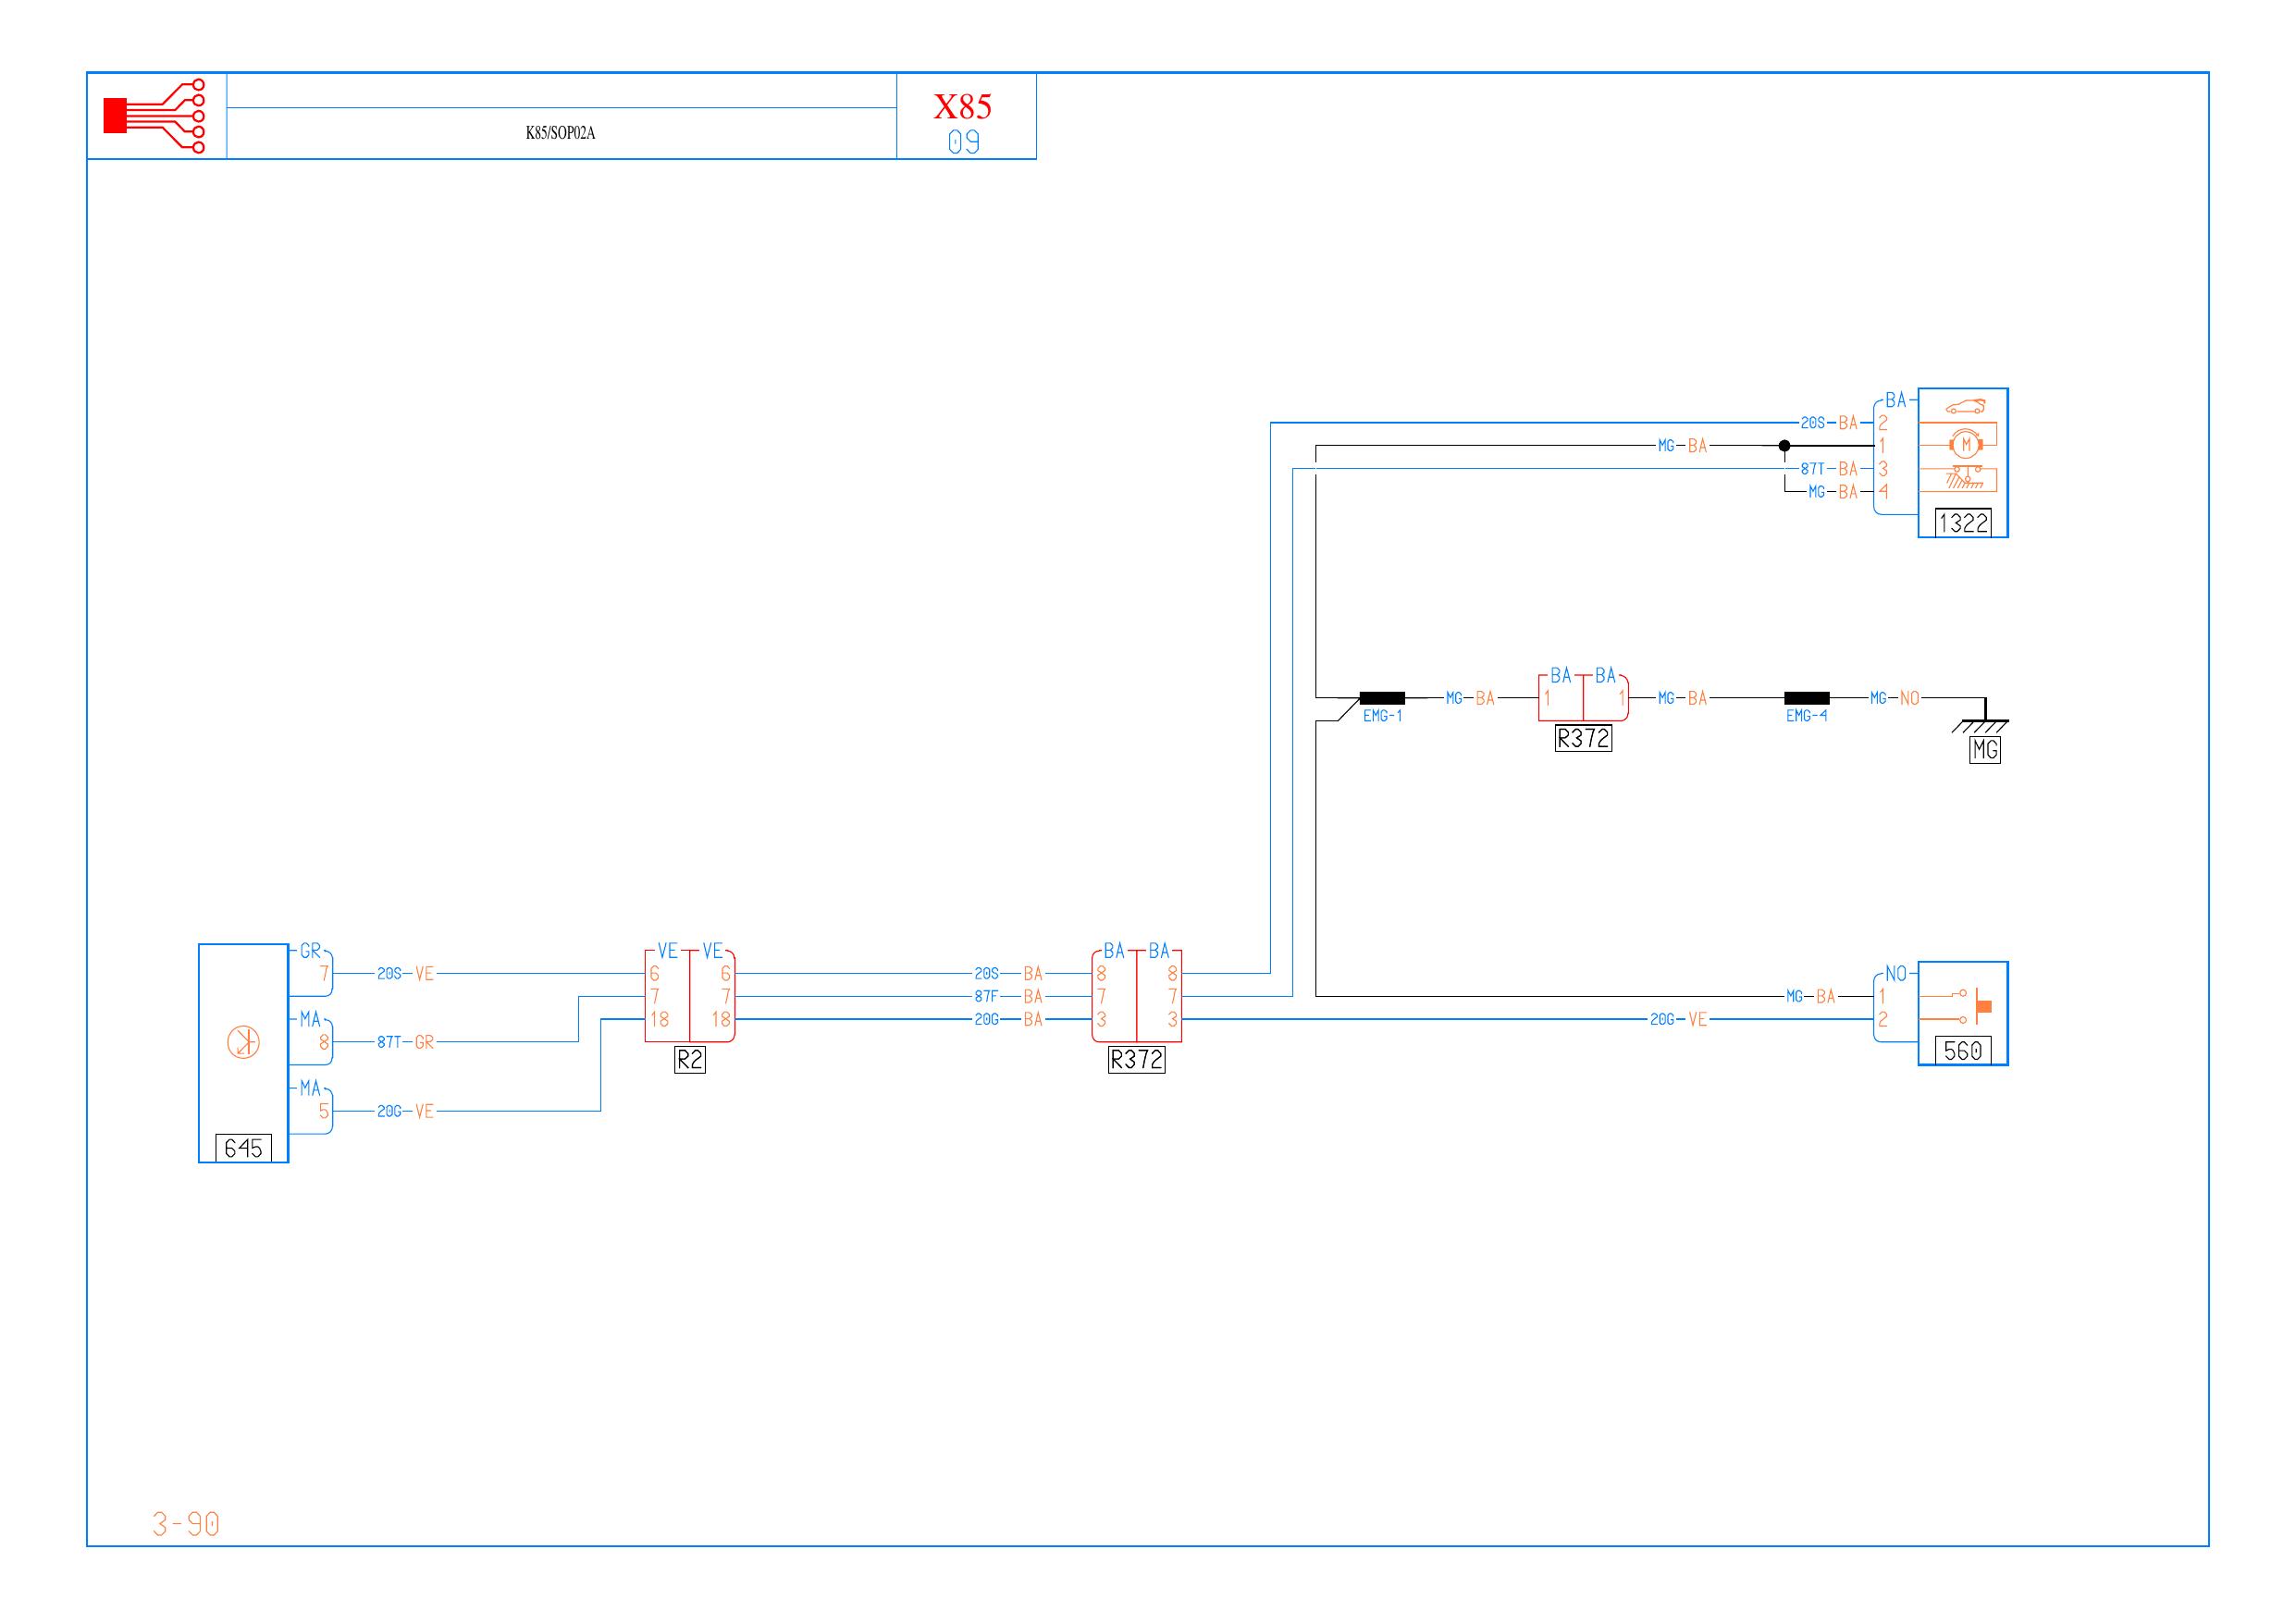 X85
K85/SOP02A
09
BA
20S BA 2
MG BA 1
M
87T BA 3
MG BA 4
1322
BA BA
MG BA 1 1 MG BA MG NO
EMG-1 EMG-4
R372
MG
GR VE VE BA BA NO
7 20S VE 6 6 20S BA 8 8
7 7 87F BA 7 7 MG BA 1
MA 18 18 20G BA 3 3 20G VE 2
8 87T GR
R2 R372 560
MA
5 20G VE
645
3-90